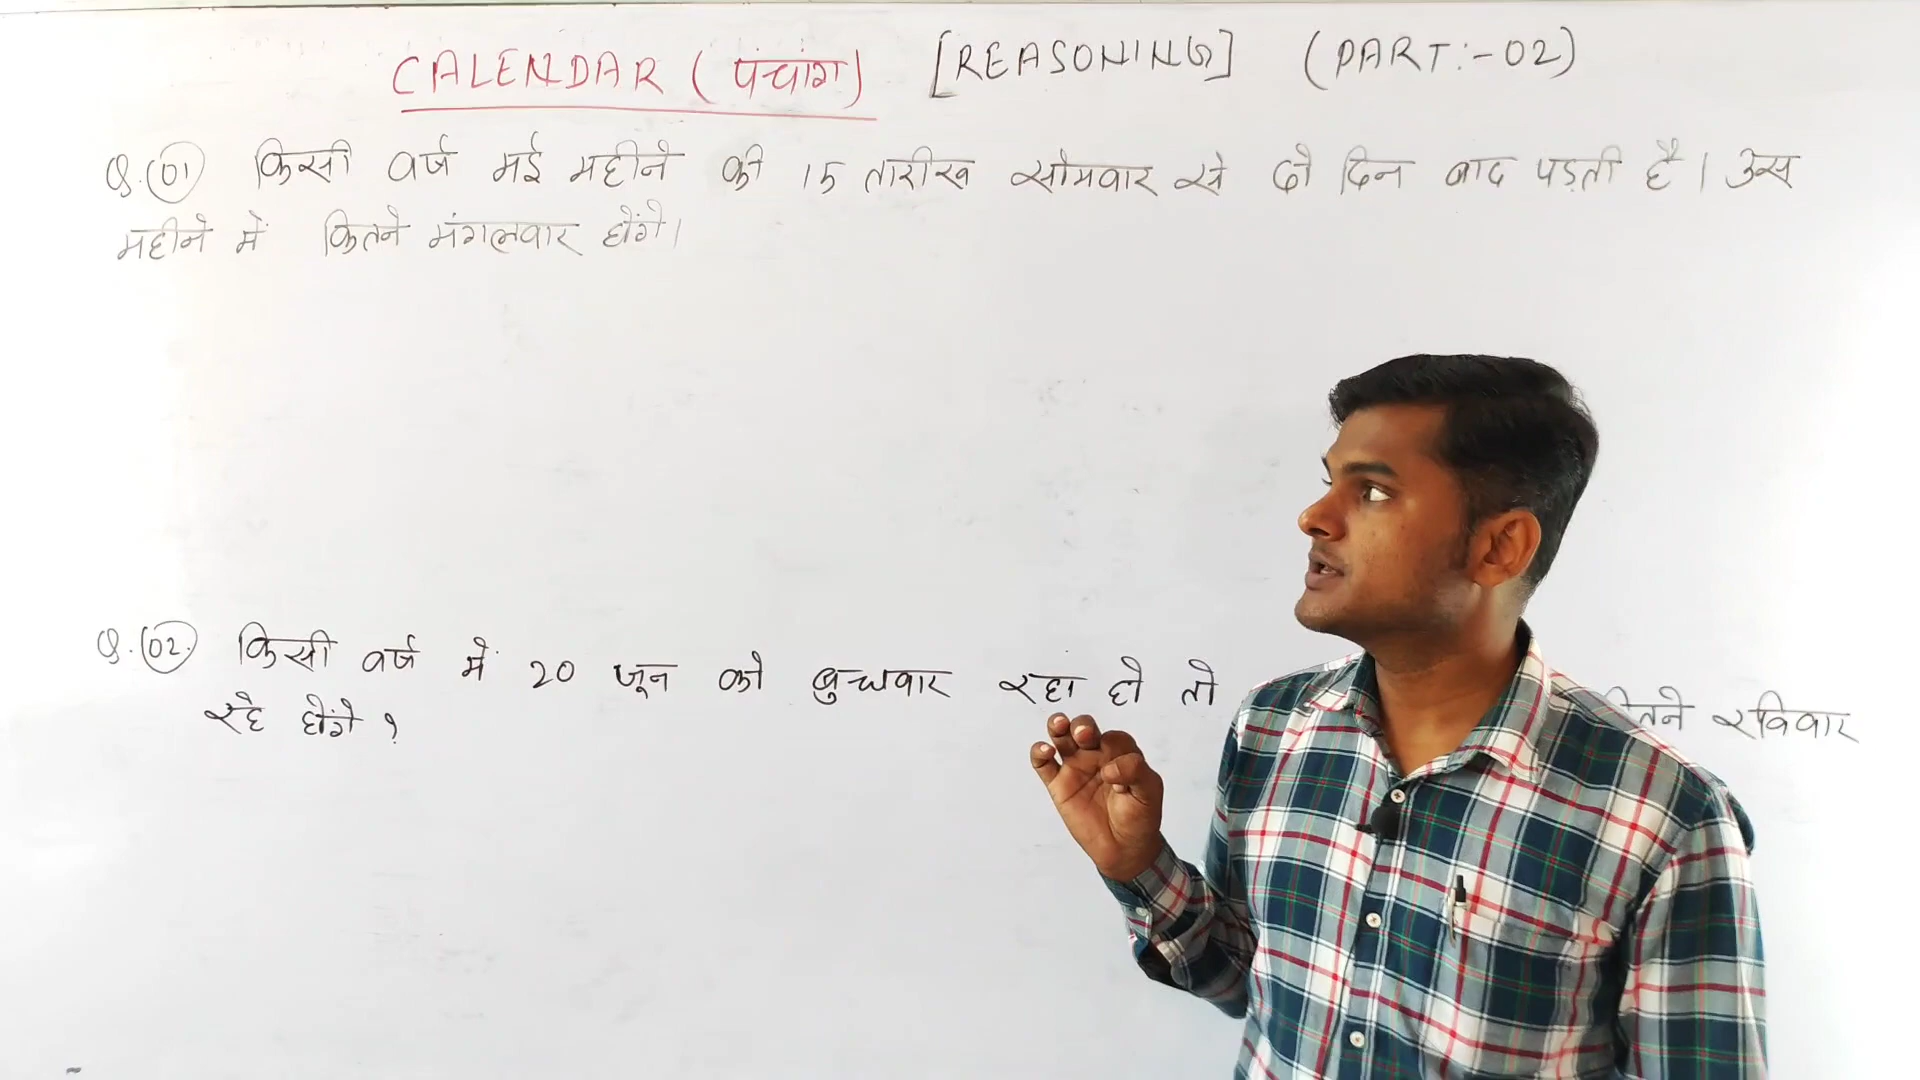 CALENDAR (पंचांग) [REASONING] (PART:-02)
Q.(01) किसी वर्ष मई महीने की 15 तारीख सोमवार से दो दिन बाद पड़ती है। उस
महीने में कितने मंगलवार होंगे।
Q.(02.) किसी वर्ष में 20 जून को बुधवार रहा हो तो रविवार
रहे होंगे ?